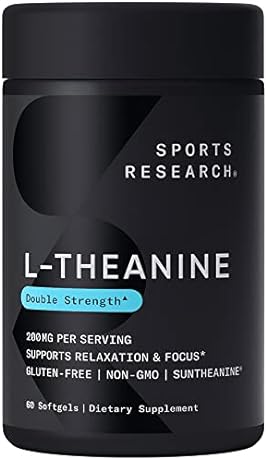 SPORTS
RESEARCH®
L-THEANINE
Double Strength▲
200MG PER SERVING
SUPPORTS RELAXATION & FOCUS*
GLUTEN-FREE | NON-GMO | SUNTHEANINE®
60 Softgels | Dietary Supplement